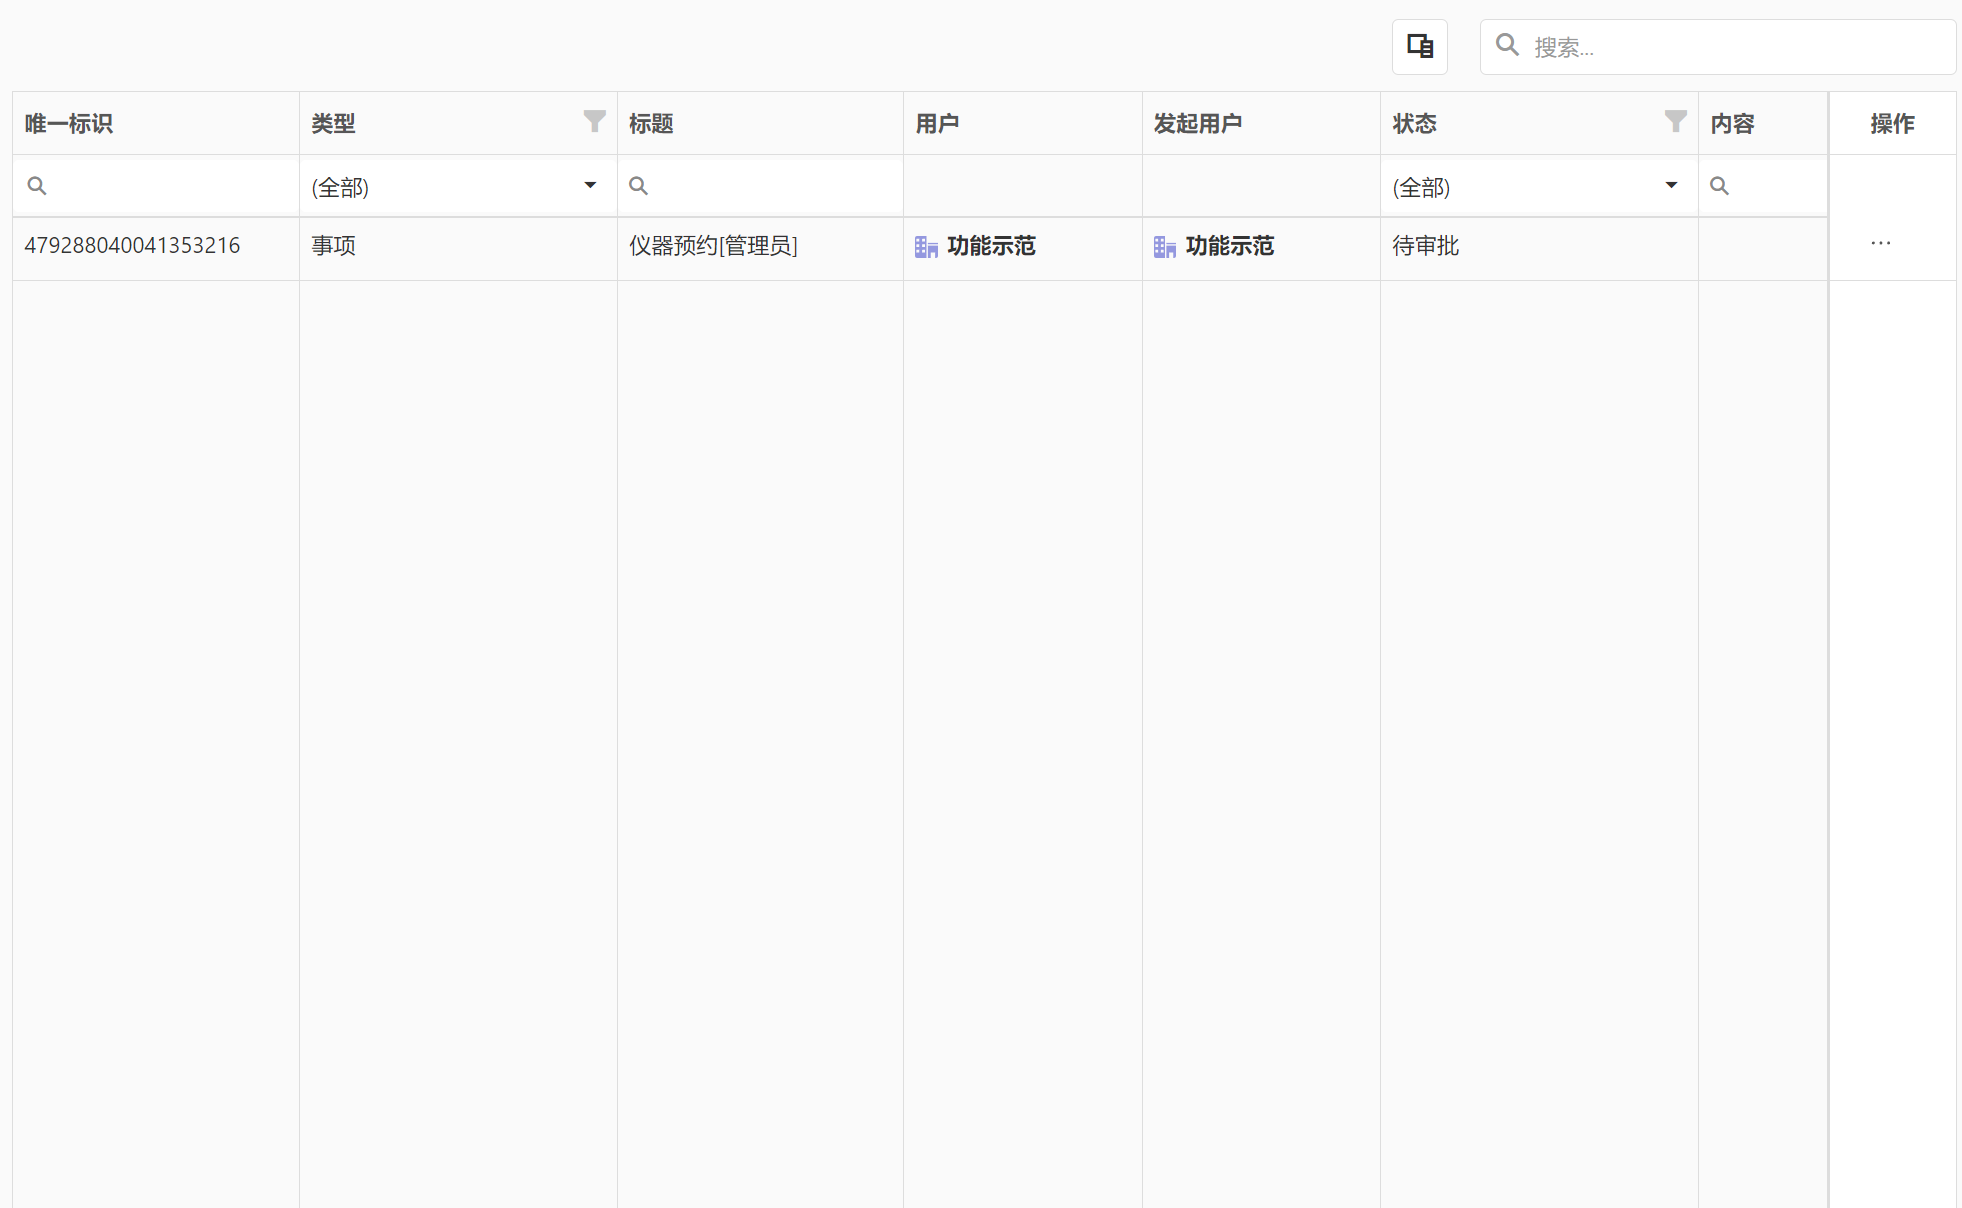 搜索...
唯一标识 类型 标题 用户 发起用户 状态 内容 操作
(全部) (全部)
479288040041353216 事项 仪器预约[管理员] 功能示范 功能示范 待审批 ...